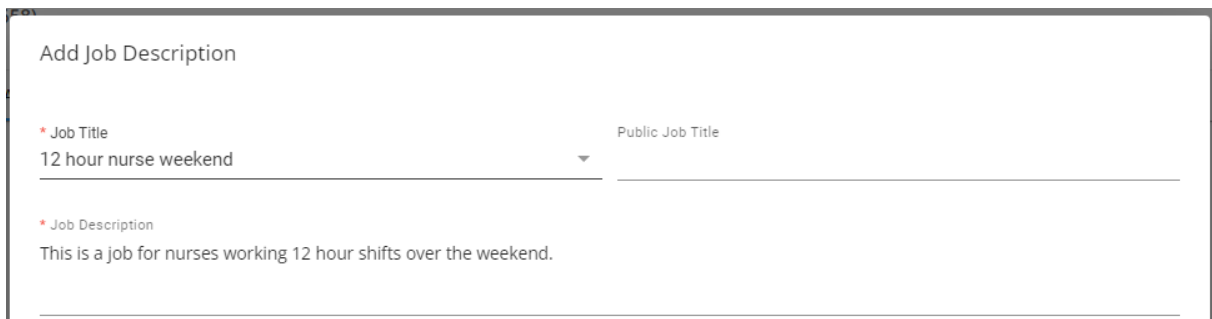 Add Job Description
* Job Title
Public Job Title
12 hour nurse weekend
* Job Description
This is a job for nurses working 12 hour shifts over the weekend.